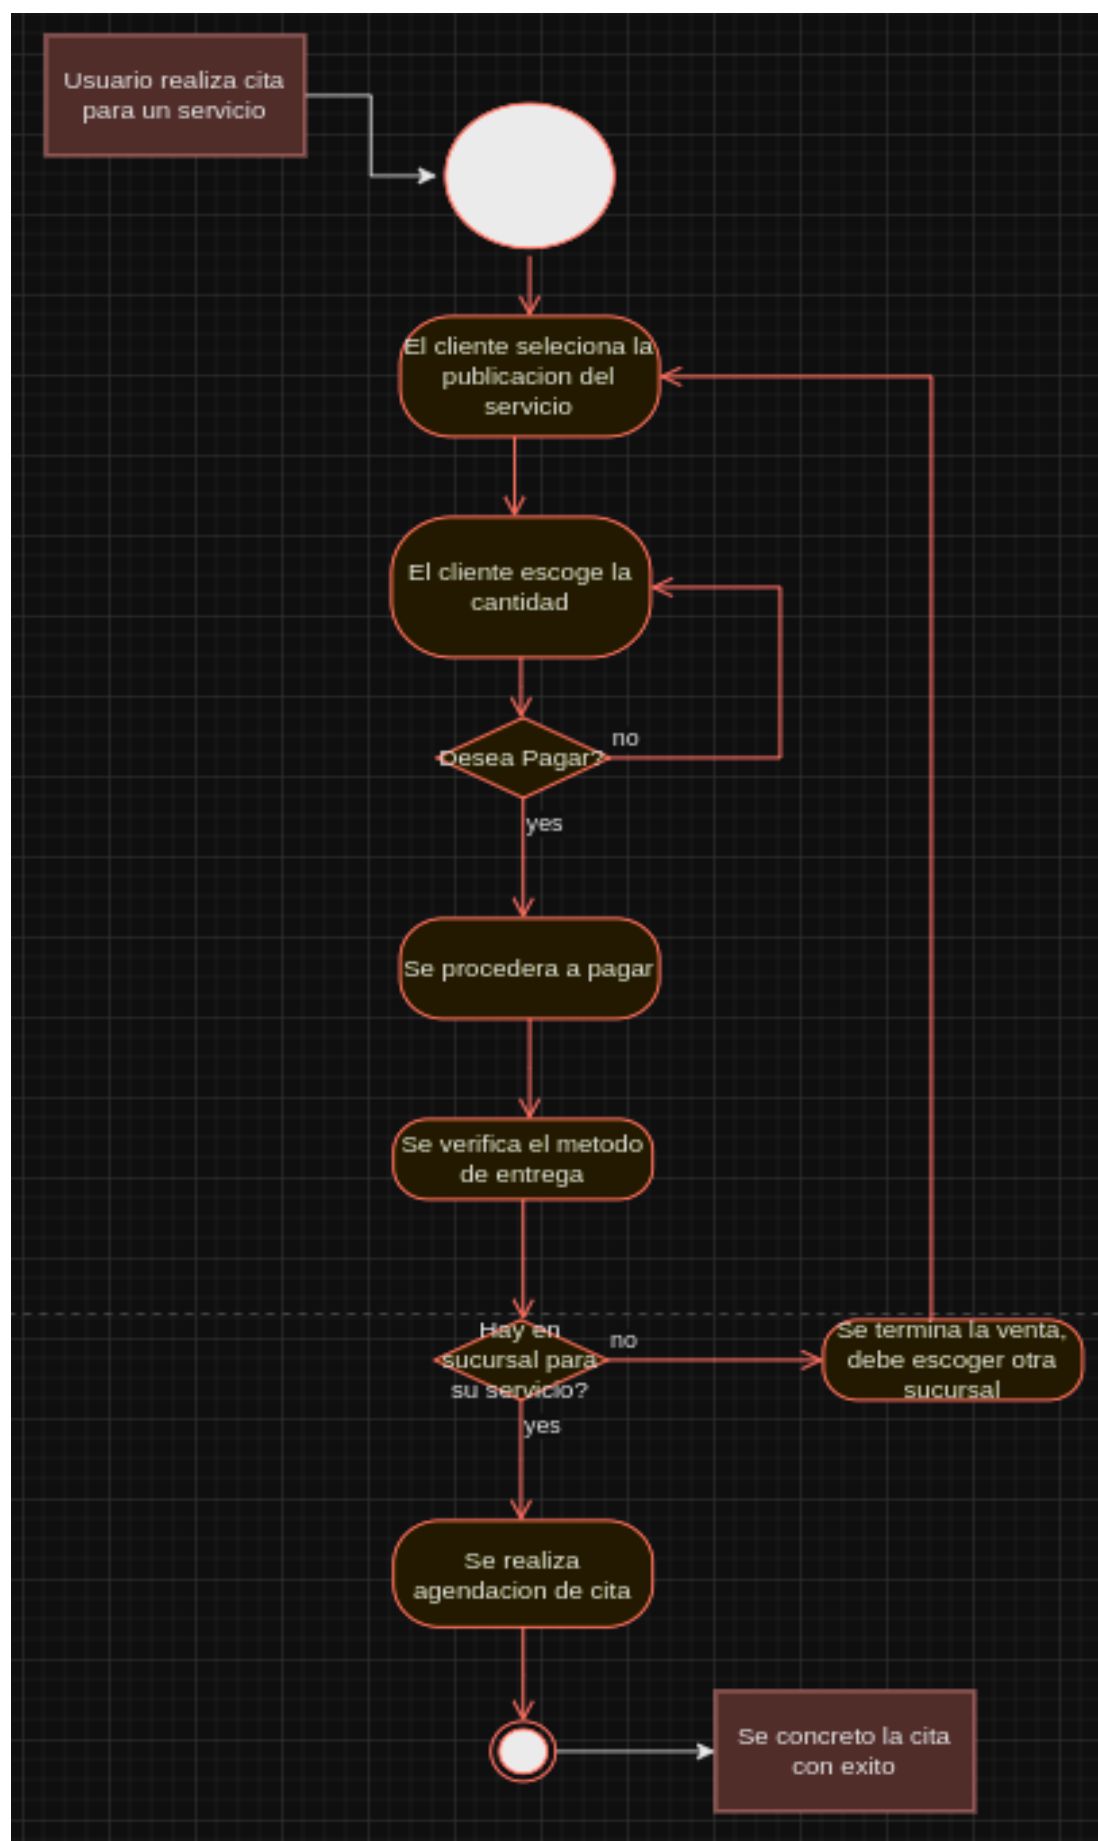 Usuario realiza cita
para un servicio
El cliente seleciona la
publicacion del
servicio
El cliente escoge la
cantidad
Desea Pagar?
no
yes
Se procedera a pagar
Se verifica el metodo
de entrega
Hay en
sucursal para
su servicio?
no
yes
Se termina la venta,
debe escoger otra
sucursal
Se realiza
agendacion de cita
Se concreto la cita
con exito